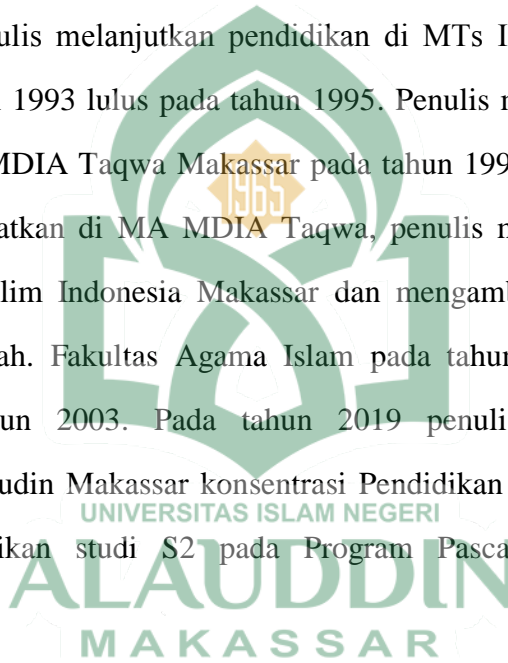 ulis melanjutkan pendidikan di MTs I
1993 lulus pada tahun 1995. Penulis
MDIA Taqwa Makassar pada tahun 199
1965
atkan di MA MDIA Taqwa, penulis
lim Indonesia Makassar dan mengamb
ah. Fakultas Agama Islam pada tahun
un 2003. Pada tahun 2019 penuli
udin Makassar konsentrasi Pendidikan
UNIVERSITAS ISLAM NEGERI
ikan studi S2 pada Program Pasca
ALAUDDIN
MAKASSAR